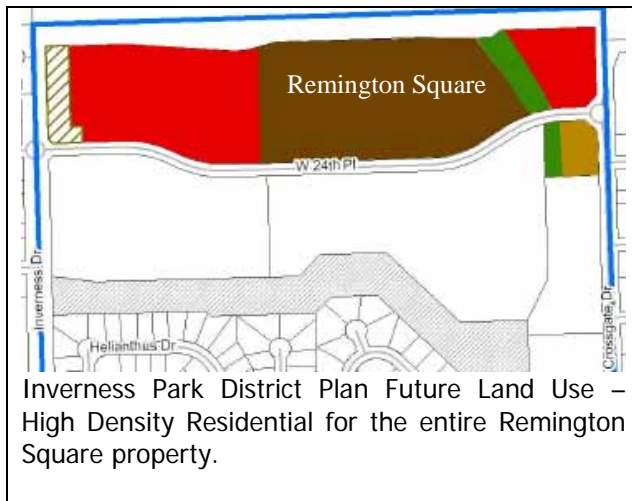 Remington Square
W 24th Pl
Inverness Dr
Crossgate Dr
Helianthus Dr
Inverness Park District Plan Future Land Use –
High Density Residential for the entire Remington
Square property.